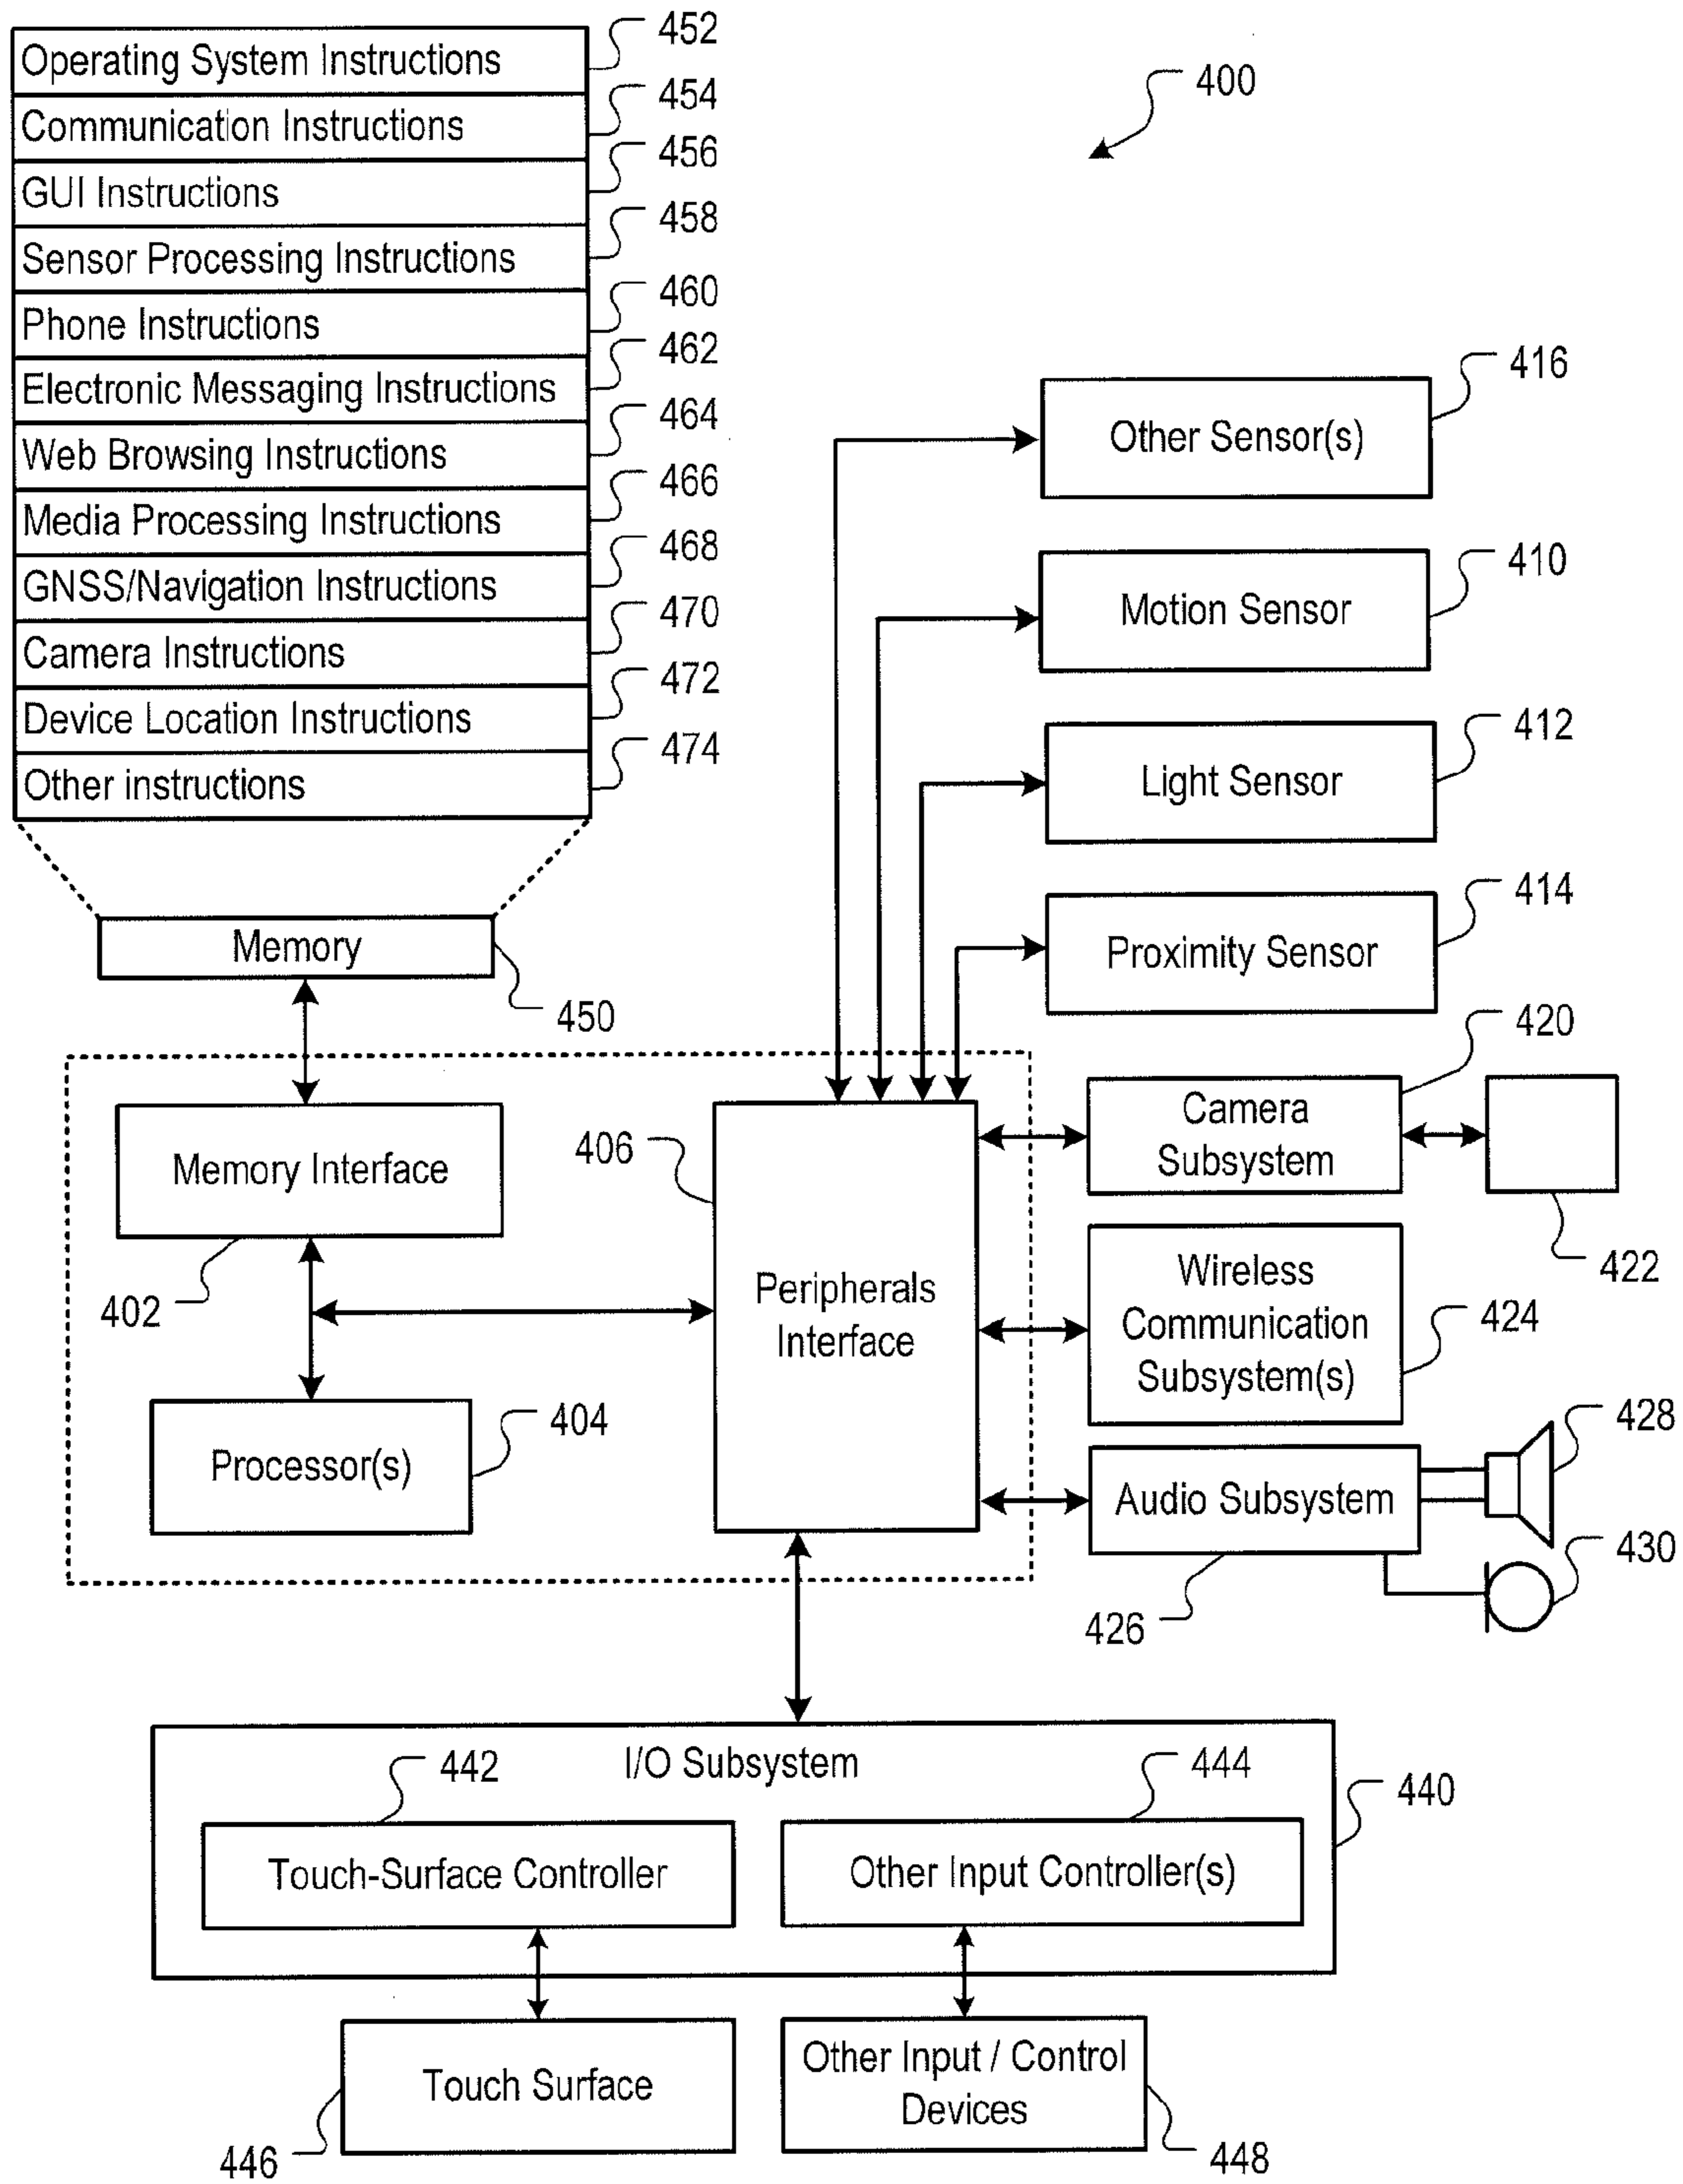 Operating System Instructions 452
Communication Instructions 454
GUI Instructions 456
Sensor Processing Instructions 458
Phone Instructions 460
Electronic Messaging Instructions 462
Web Browsing Instructions 464
Media Processing Instructions 466
GNSS/Navigation Instructions 468
Camera Instructions 470
Device Location Instructions 472
Other instructions 474
400
Other Sensor(s) 416
Motion Sensor 410
Light Sensor 412
Proximity Sensor 414
Memory
450
Memory Interface
402
Processor(s) 404
406
Peripherals
Interface
420
Camera
Subsystem
422
Wireless
Communication
Subsystem(s)
424
Audio Subsystem
426
428
430
I/O Subsystem
440
442
Touch-Surface Controller
444
Other Input Controller(s)
Touch Surface
446
Other Input / Control
Devices
448